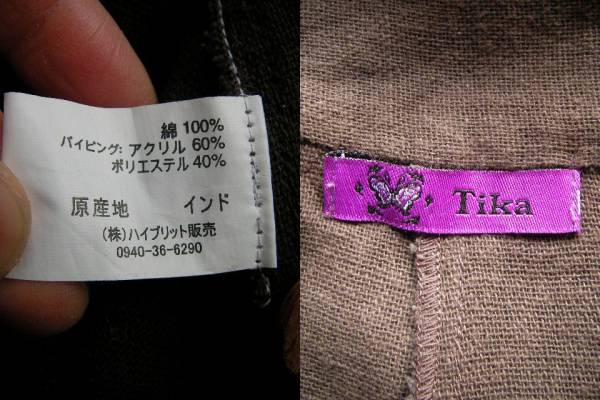 綿 100%
パイピング: アクリル 60%
ポリエステル 40%
原産地 インド
(株)ハイブリット販売
0940-36-6290
Tika